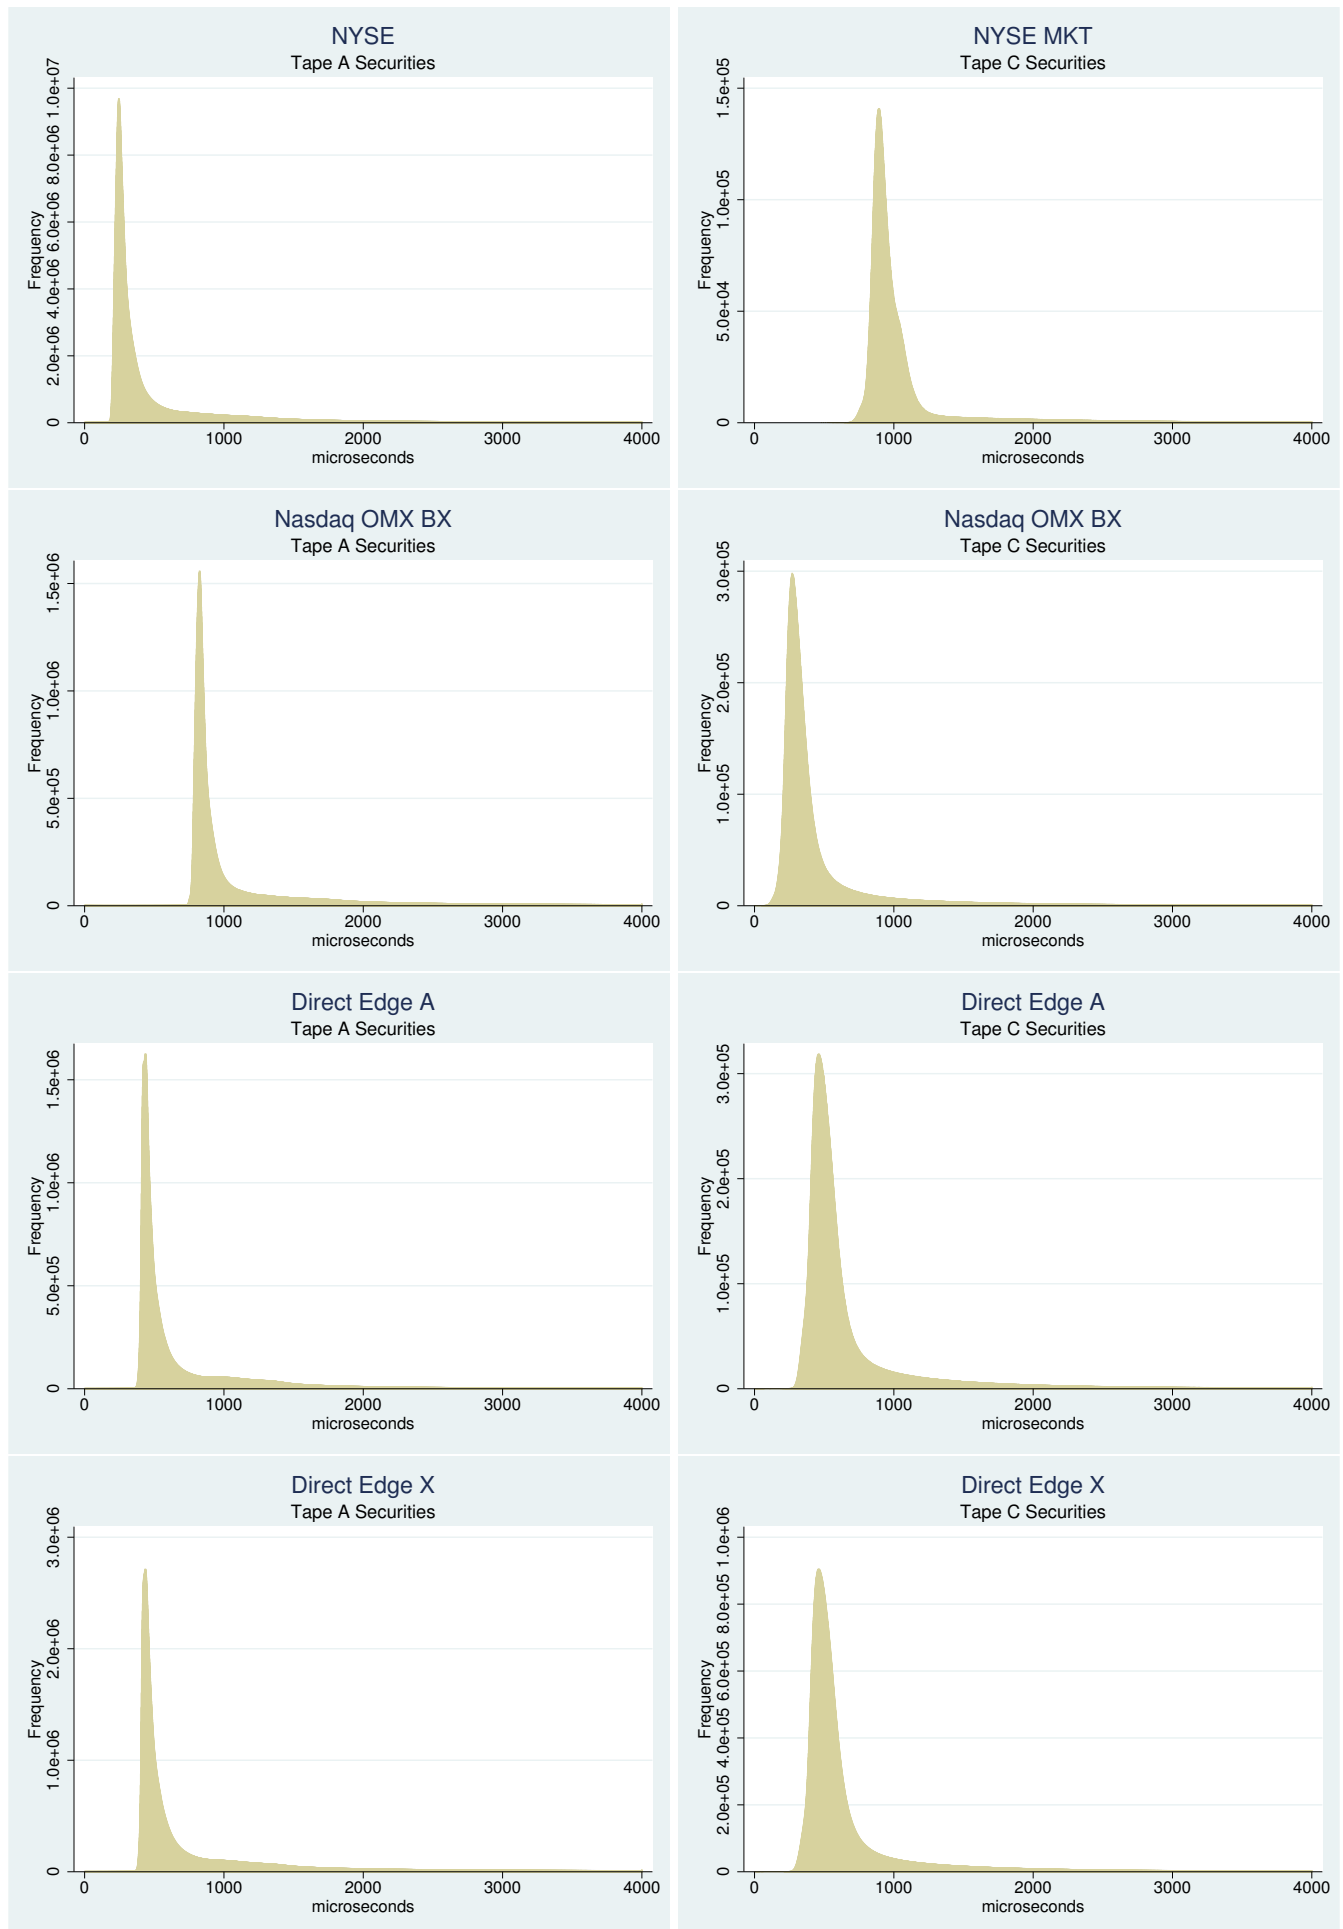 NYSE
Tape A Securities
Frequency
0 2.0e+06 4.0e+06 6.0e+06 8.0e+06 1.0e+07
0 1000 2000 3000 4000
microseconds
NYSE MKT
Tape C Securities
Frequency
0 5.0e+04 1.0e+05 1.5e+05
0 1000 2000 3000 4000
microseconds
Nasdaq OMX BX
Tape A Securities
Frequency
0 5.0e+05 1.0e+06 1.5e+06
0 1000 2000 3000 4000
microseconds
Nasdaq OMX BX
Tape C Securities
Frequency
0 1.0e+05 2.0e+05 3.0e+05
0 1000 2000 3000 4000
microseconds
Direct Edge A
Tape A Securities
Frequency
0 5.0e+05 1.0e+06 1.5e+06
0 1000 2000 3000 4000
microseconds
Direct Edge A
Tape C Securities
Frequency
0 1.0e+05 2.0e+05 3.0e+05
0 1000 2000 3000 4000
microseconds
Direct Edge X
Tape A Securities
Frequency
0 1.0e+06 2.0e+06 3.0e+06
0 1000 2000 3000 4000
microseconds
Direct Edge X
Tape C Securities
Frequency
0 2.0e+05 4.0e+05 6.0e+05 8.0e+05 1.0e+06
0 1000 2000 3000 4000
microseconds